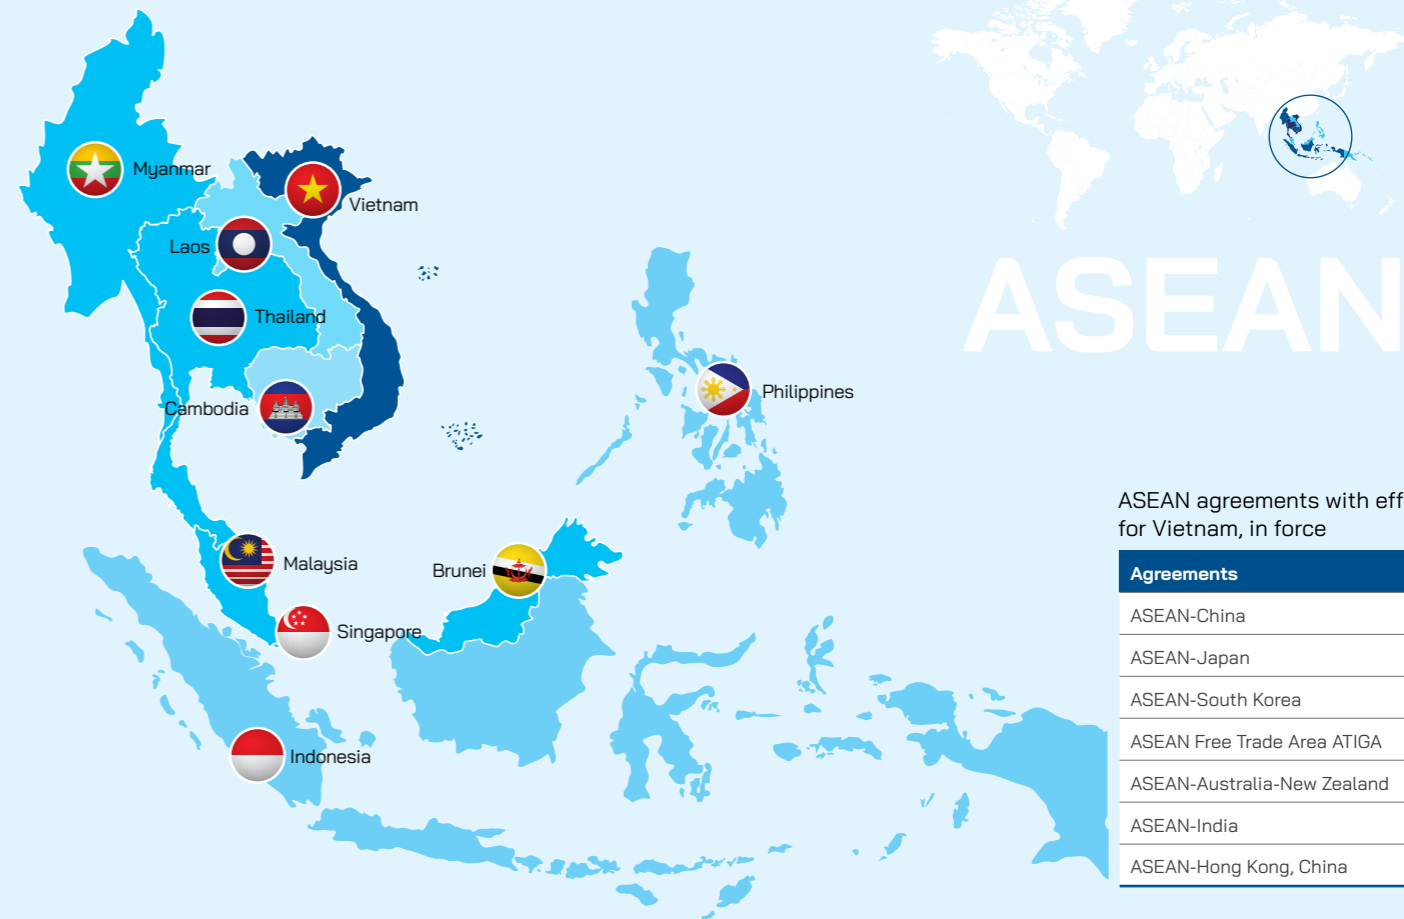 Myanmar
Vietnam
Laos
Thailand
Cambodia
Philippines
Malaysia
Brunei
Singapore
Indonesia
ASEAN
ASEAN agreements with eff
for Vietnam, in force
Agreements
ASEAN-China
ASEAN-Japan
ASEAN-South Korea
ASEAN Free Trade Area ATIGA
ASEAN-Australia-New Zealand
ASEAN-India
ASEAN-Hong Kong, China